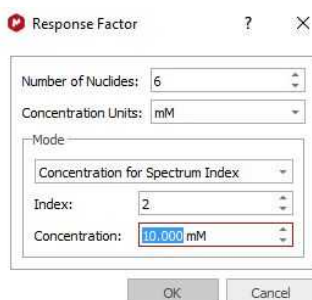 Response Factor ? X
Number of Nuclides: 6
Concentration Units: mM
Mode
Concentration for Spectrum Index
Index: 2
Concentration: 10.000 mM
OK Cancel